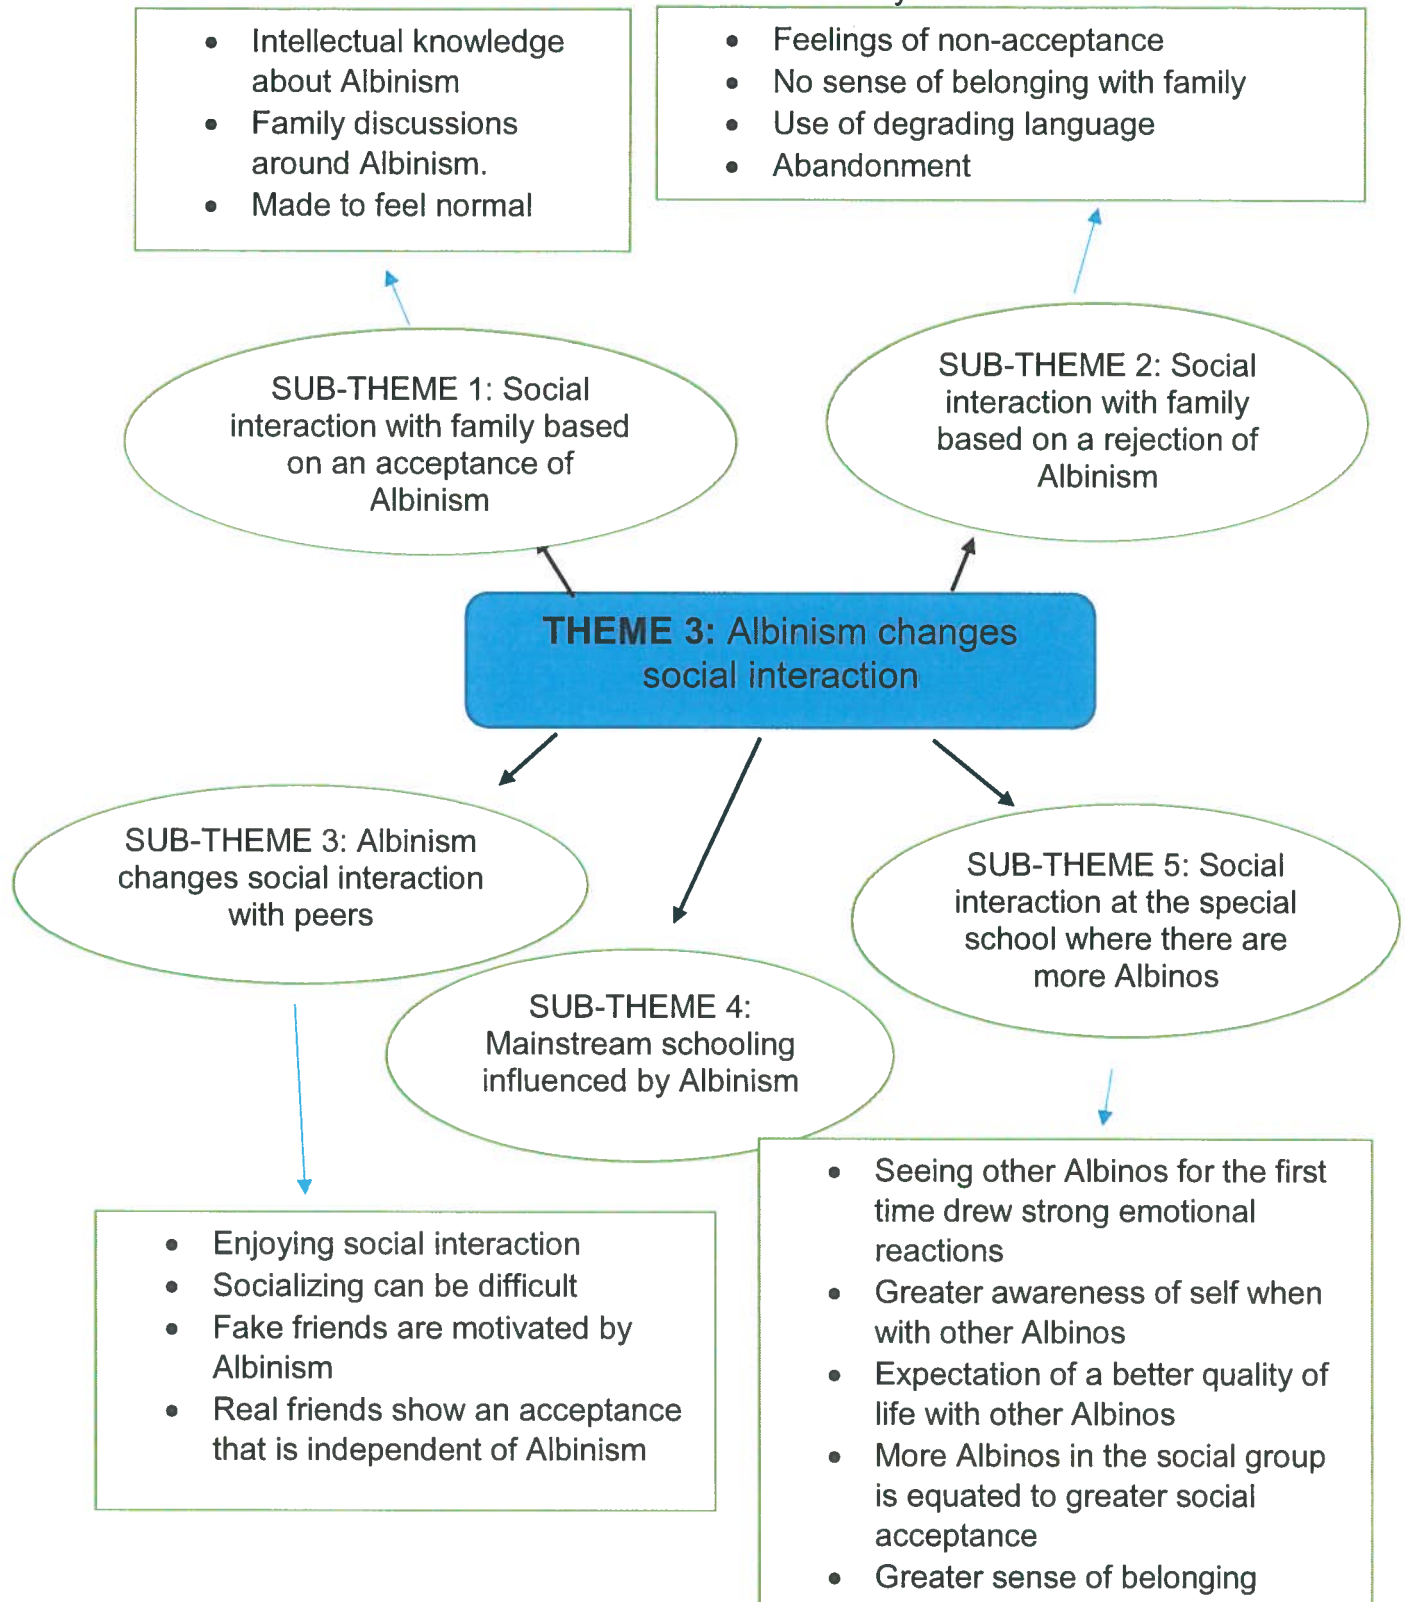 Intellectual knowledge
about Albinism
Family discussions
around Albinism.
Made to feel normal
Feelings of non-acceptance
No sense of belonging with family
Use of degrading language
Abandonment
SUB-THEME 1: Social
interaction with family based
on an acceptance of
Albinism
SUB-THEME 2: Social
interaction with family
based on a rejection of
Albinism
THEME 3: Albinism changes
social interaction
SUB-THEME 3: Albinism
changes social interaction
with peers
SUB-THEME 4:
Mainstream schooling
influenced by Albinism
SUB-THEME 5: Social
interaction at the special
school where there are
more Albinos
Enjoying social interaction
Socializing can be difficult
Fake friends are motivated by
Albinism
Real friends show an acceptance
that is independent of Albinism
Seeing other Albinos for the first
time drew strong emotional
reactions
Greater awareness of self when
with other Albinos
Expectation of a better quality of
life with other Albinos
More Albinos in the social group
is equated to greater social
acceptance
Greater sense of belonging